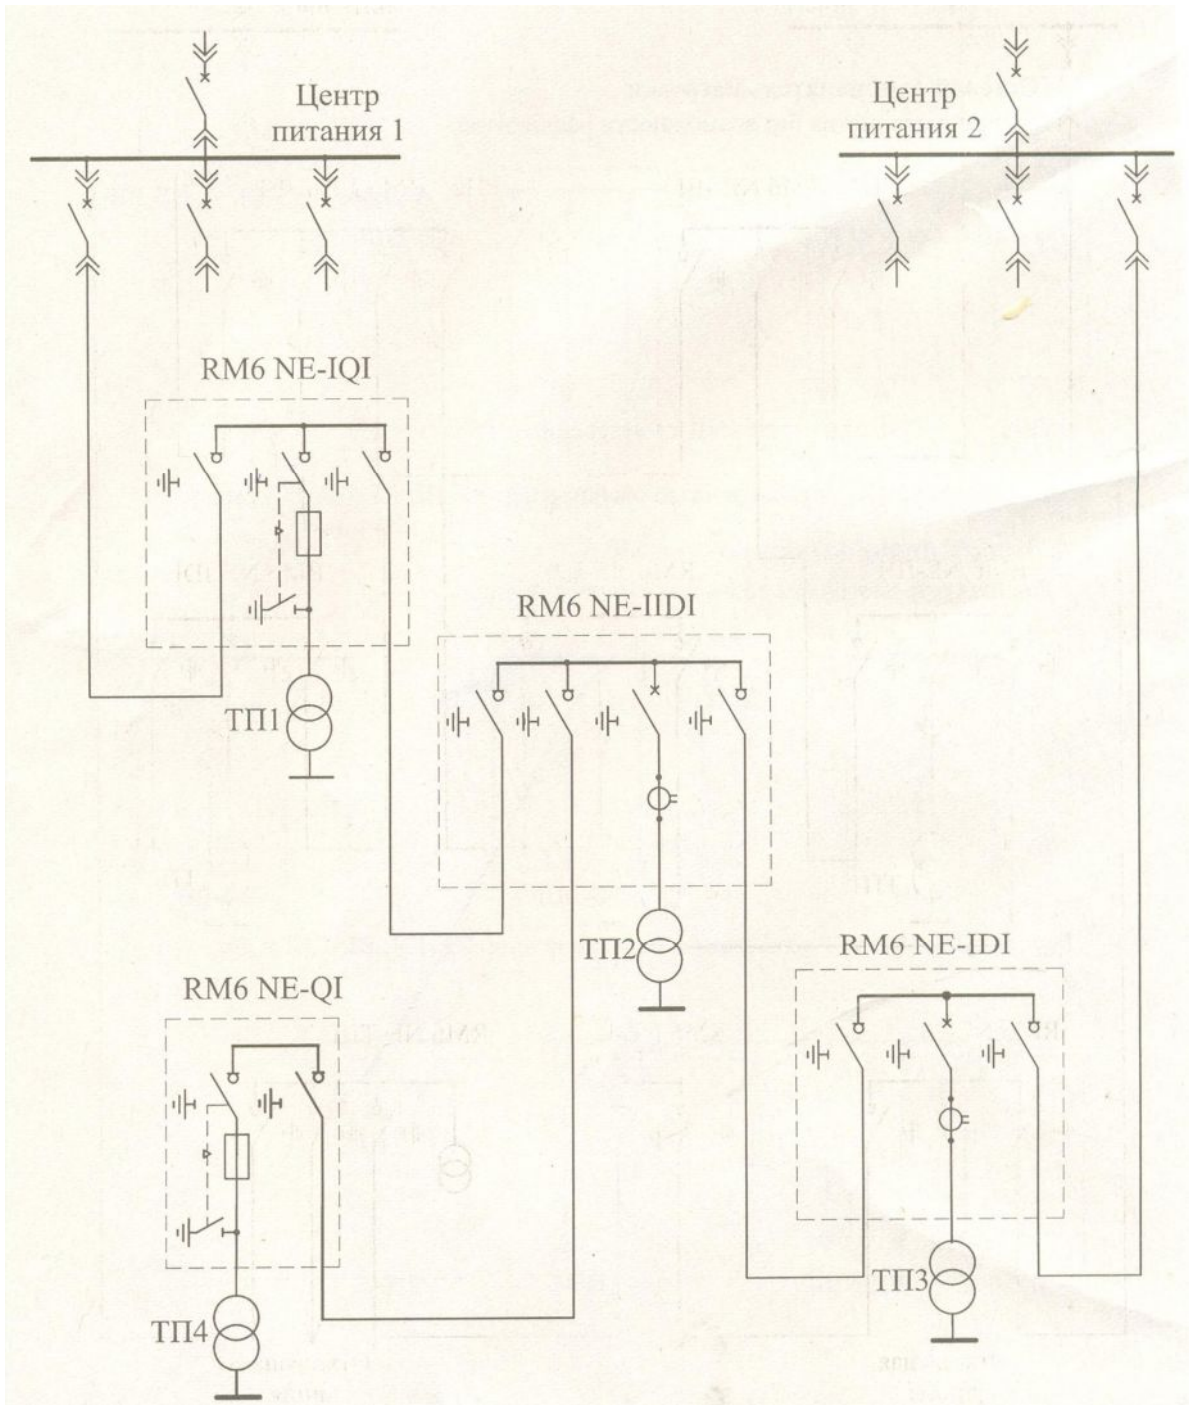 Центр
питания 1
Центр
питания 2
RM6 NE-IQI
RM6 NE-IIDI
ТП1
ТП2
RM6 NE-IDI
RM6 NE-QI
ТП3
ТП4